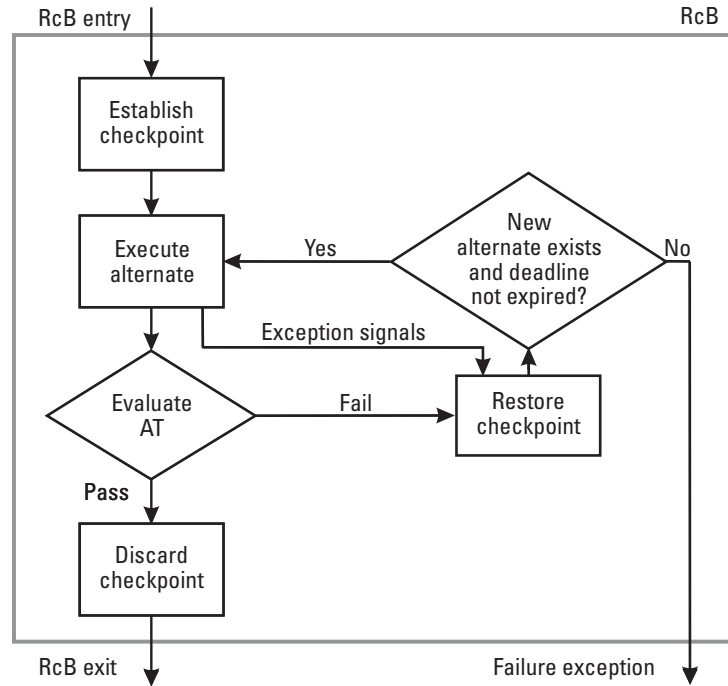 RcB entry
RcB
Establish
checkpoint
New
alternate exists
and deadline
not expired?
Execute
alternate
Yes
No
Exception signals
Evaluate
AT
Fail
Restore
checkpoint
Pass
Discard
checkpoint
RcB exit
Failure exception